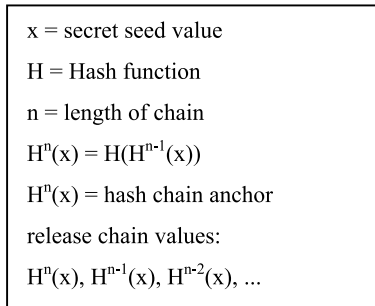 x = secret seed value
H = Hash function
n = length of chain
Hⁿ(x) = H(Hⁿ⁻¹(x))
Hⁿ(x) = hash chain anchor
release chain values:
Hⁿ(x), Hⁿ⁻¹(x), Hⁿ⁻²(x), ...